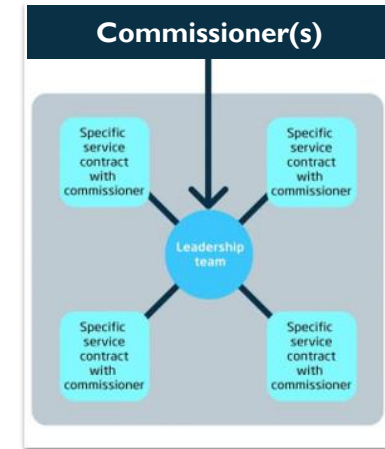 Commissioner(s)
Specific
service
contract
with
commissioner
Specific
service
contract
with
commissioner
Leadership
team
Specific
service
contract
with
commissioner
Specific
service
contract
with
commissioner